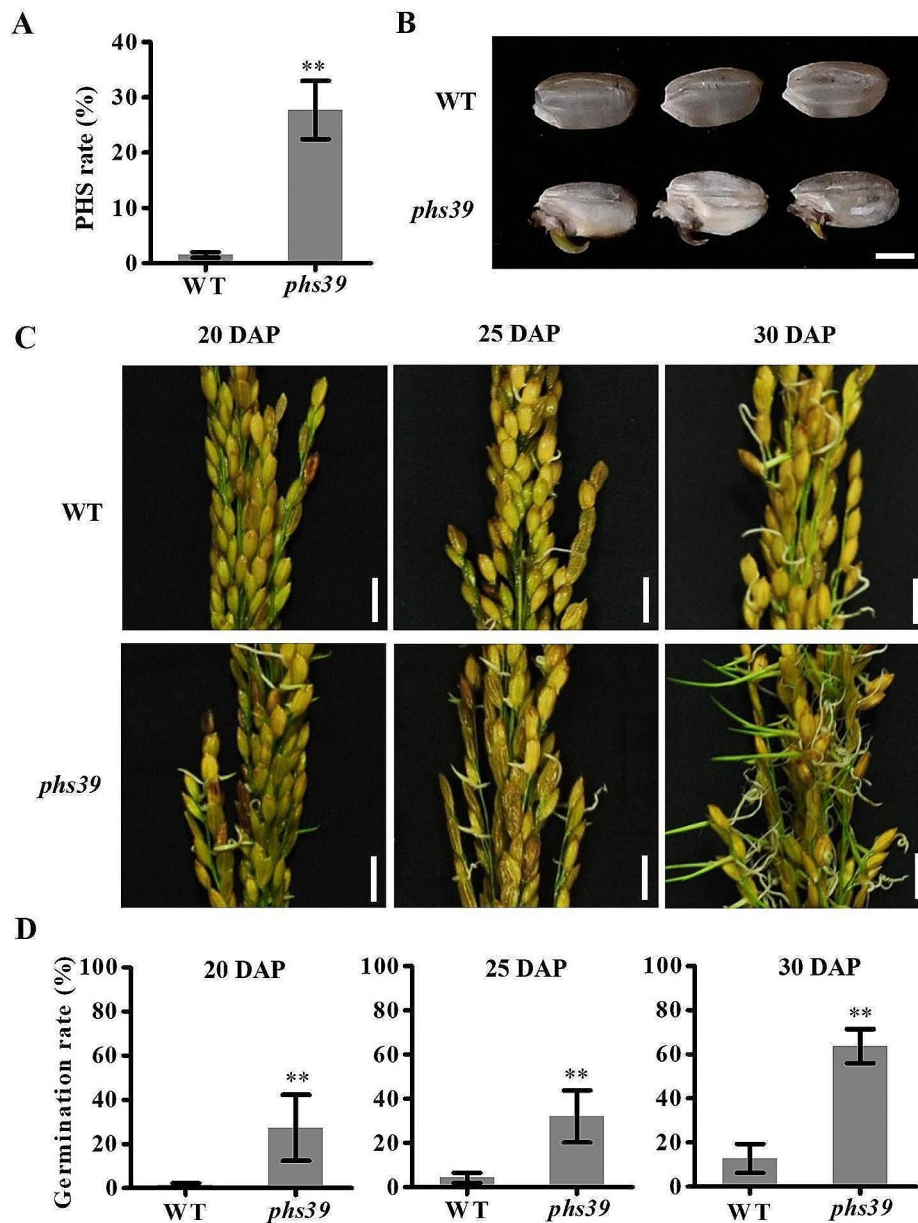 A
PHS rate (%)
40
30
20
10
0
**
WT
phs39
B
WT
phs39
C
20 DAP
25 DAP
30 DAP
WT
phs39
D
Germination rate (%)
100
80
60
40
20
0
20 DAP
**
WT
phs39
100
80
60
40
20
0
25 DAP
**
WT
phs39
100
80
60
40
20
0
30 DAP
**
WT
phs39